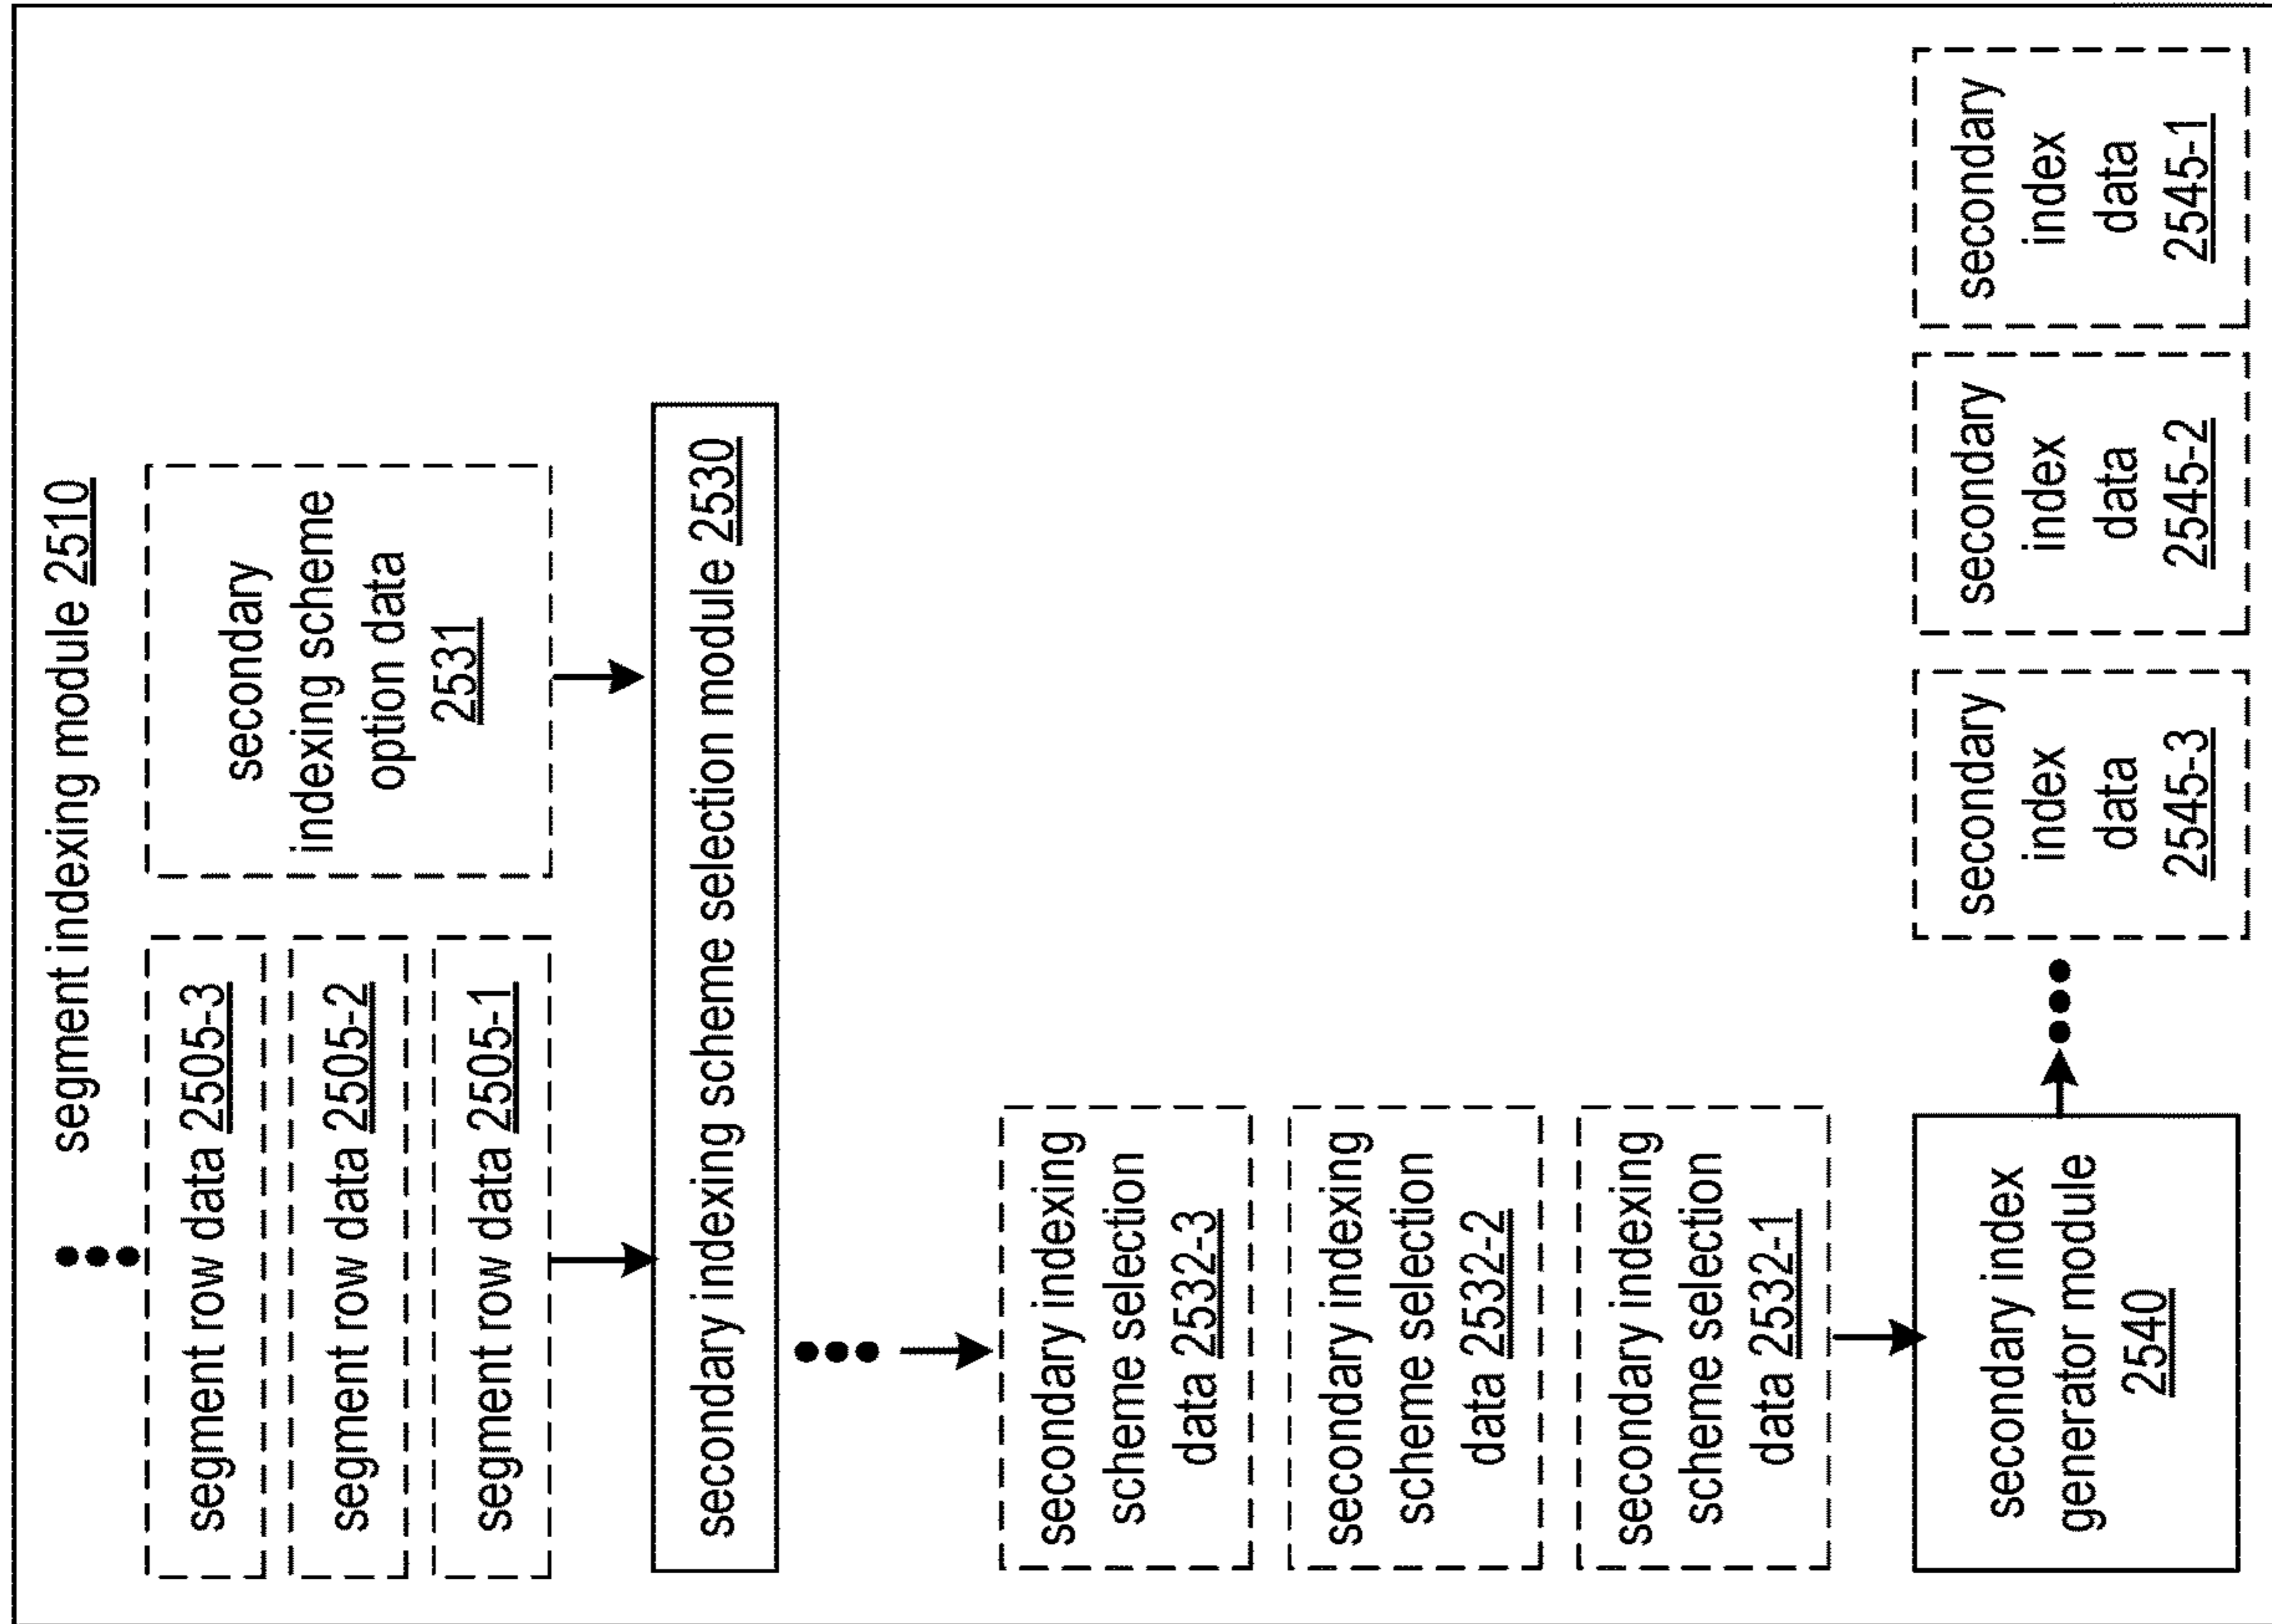 segment indexing module 2510
segment row data 2505-3
segment row data 2505-2
segment row data 2505-1
secondary
indexing scheme
option data
2531
secondary indexing scheme selection module 2530
secondary indexing
scheme selection
data 2532-3
secondary indexing
scheme selection
data 2532-2
secondary indexing
scheme selection
data 2532-1
secondary index
generator module
2540
secondary
index
data
2545-3
secondary
index
data
2545-2
secondary
index
data
2545-1